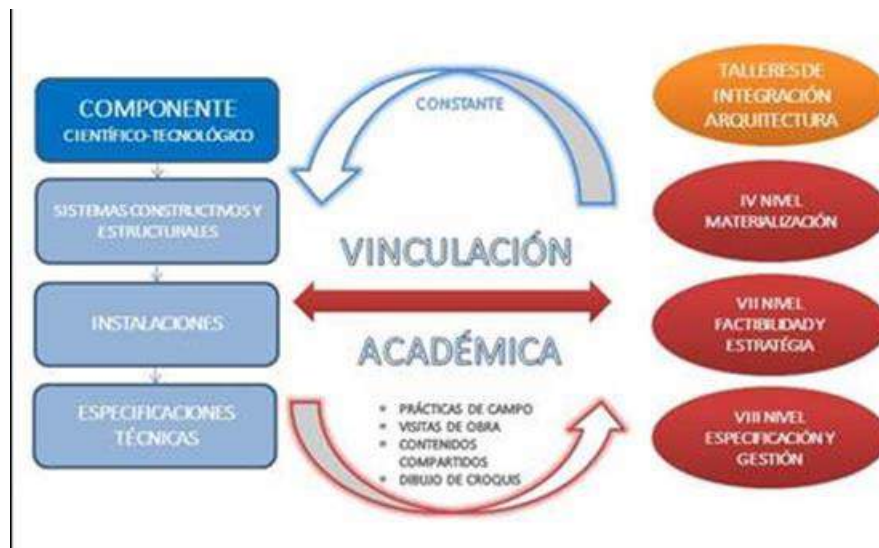 COMPONENTE
CIENTÍFICO-TECNOLÓGICO
SISTEMAS CONSTRUCTIVOS Y
ESTRUCTURALES
INSTALACIONES
ESPECIFICACIONES
TÉCNICAS
CONSTANTE
VINCULACIÓN
ACADÉMICA
• PRÁCTICAS DE CAMPO
• VISITAS DE OBRA
• CONTENIDOS
COMPARTIDOS
• DIBUJO DE CROQUIS
TALLERES DE
INTEGRACIÓN
ARQUITECTURA
IV NIVEL
MATERIALIZACIÓN
VII NIVEL
FACTIBILIDAD Y
ESTRATÉGIA
VIII NIVEL
ESPECIFICACIÓN Y
GESTIÓN